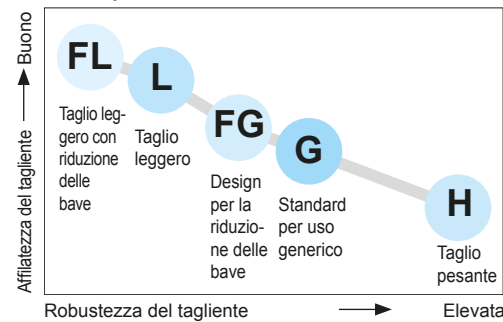 Affilatezza del tagliente → Buono
FL
Taglio leg-
gero con
riduzione
delle
bave
L
Taglio
leggero
FG
Design
per la
riduzio-
ne delle
bave
G
Standard
per uso
generico
H
Taglio
pesante
Robustezza del tagliente → Elevata